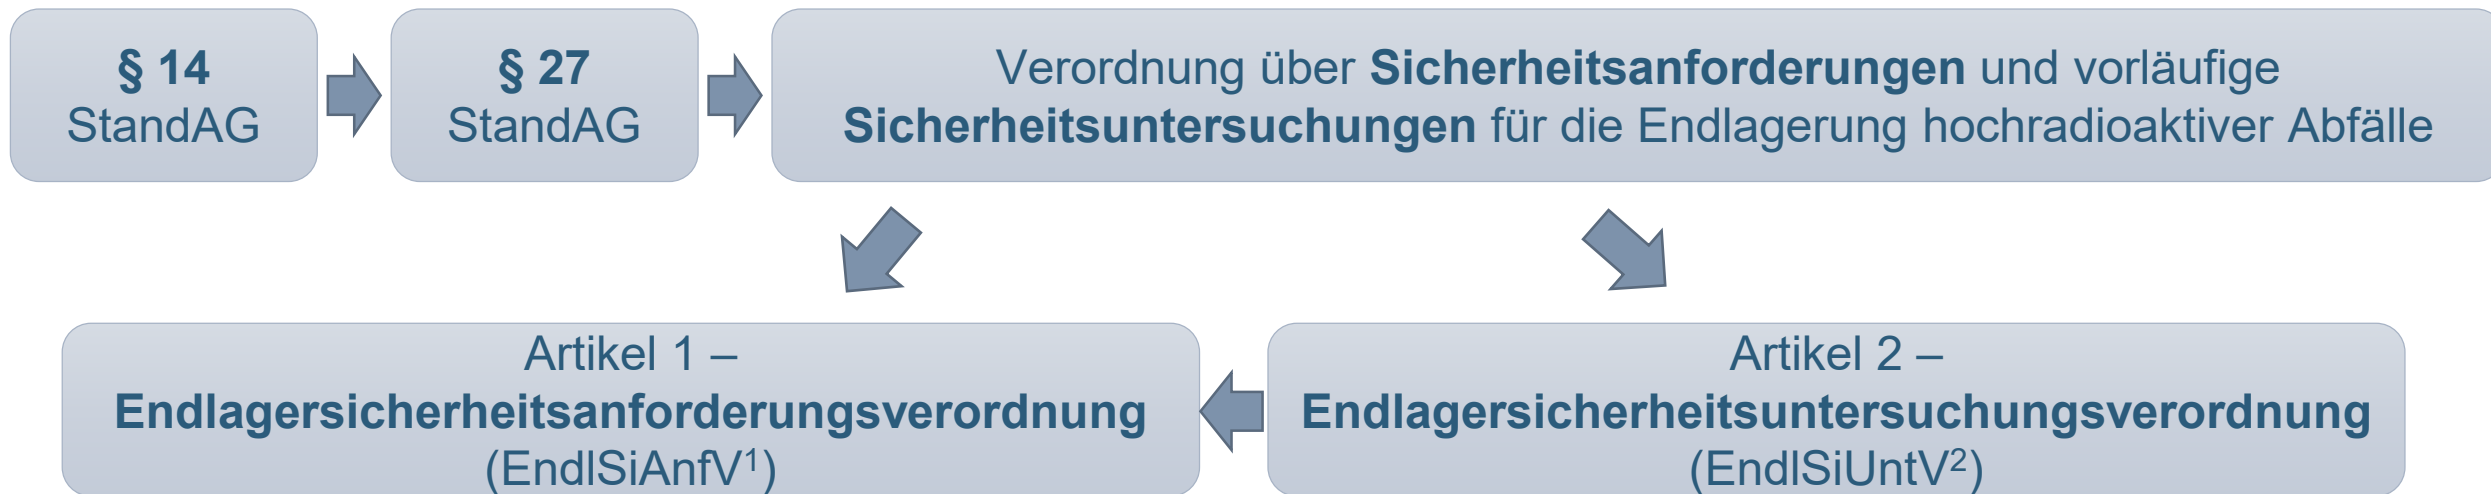 § 14
StandAG
§ 27
StandAG
Verordnung über Sicherheitsanforderungen und vorläufige
Sicherheitsuntersuchungen für die Endlagerung hochradioaktiver Abfälle
Artikel 1 –
Endlagersicherheitsanforderungsverordnung
(EndlSiAnfV¹)
Artikel 2 –
Endlagersicherheitsuntersuchungsverordnung
(EndlSiUntV²)